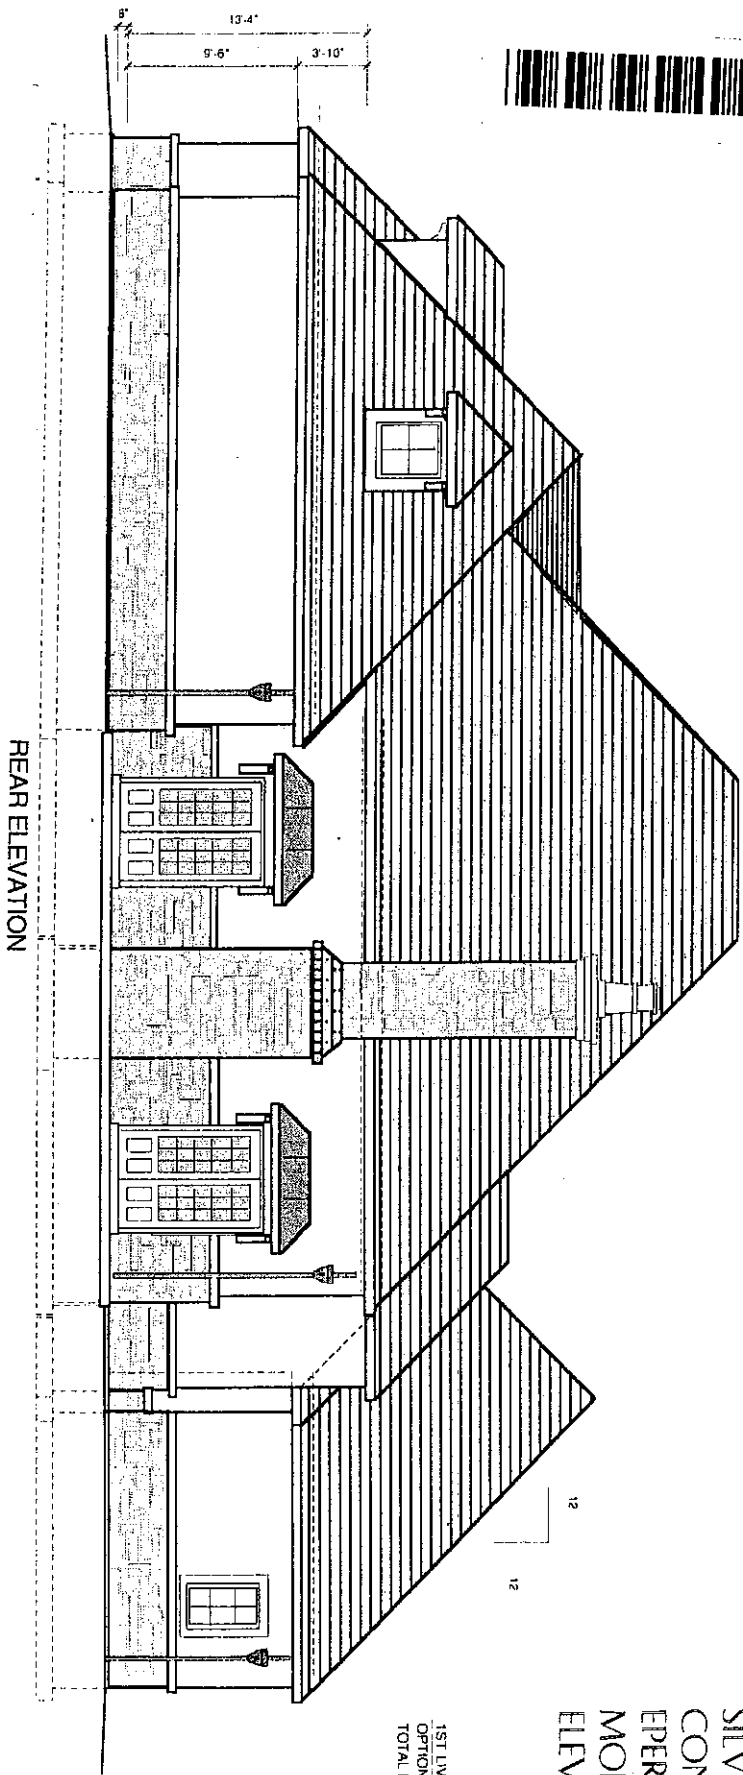 8"
13'-4"
9'-6"
3'-10"
12
12
REAR ELEVATION
SILV
CON
EPER
MO
ELEV
1ST LIV
OPTION
TOTAL